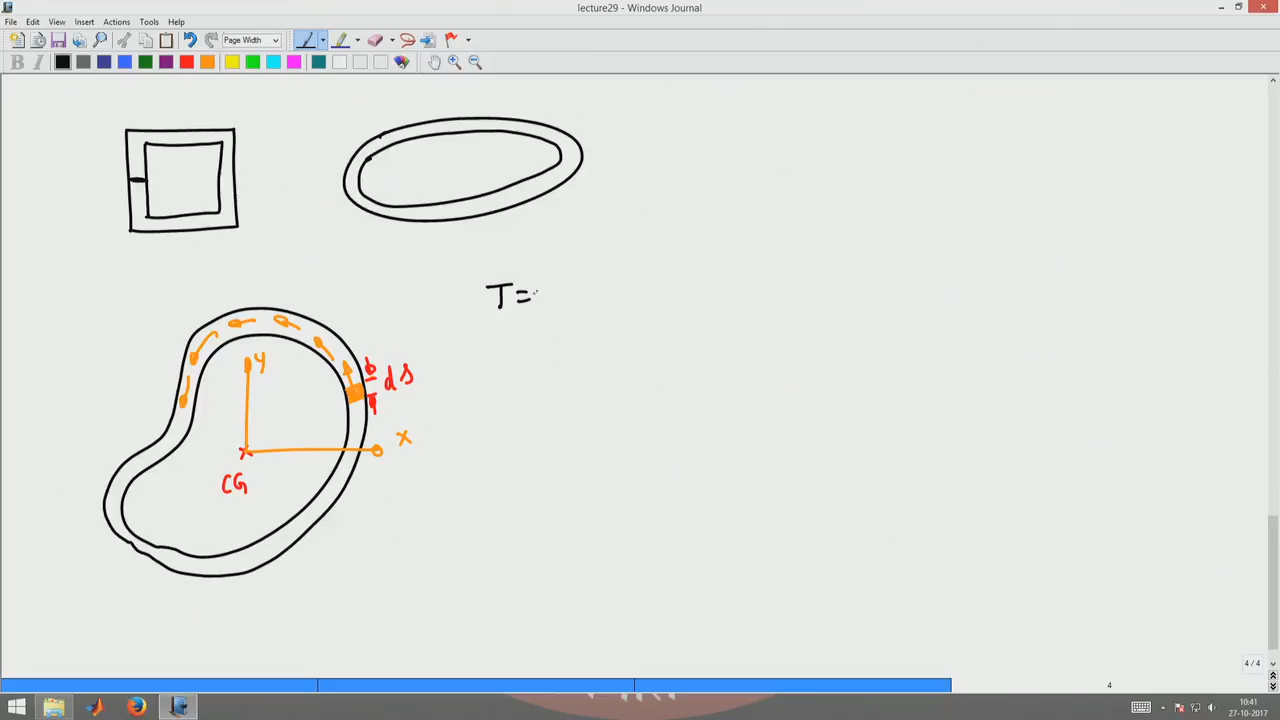 lecture29 - Windows Journal
File Edit View Insert Actions Tools Help
Page Width
B I
T=
y
ds
x
CG
4 / 4
4
10:41
27-10-2017